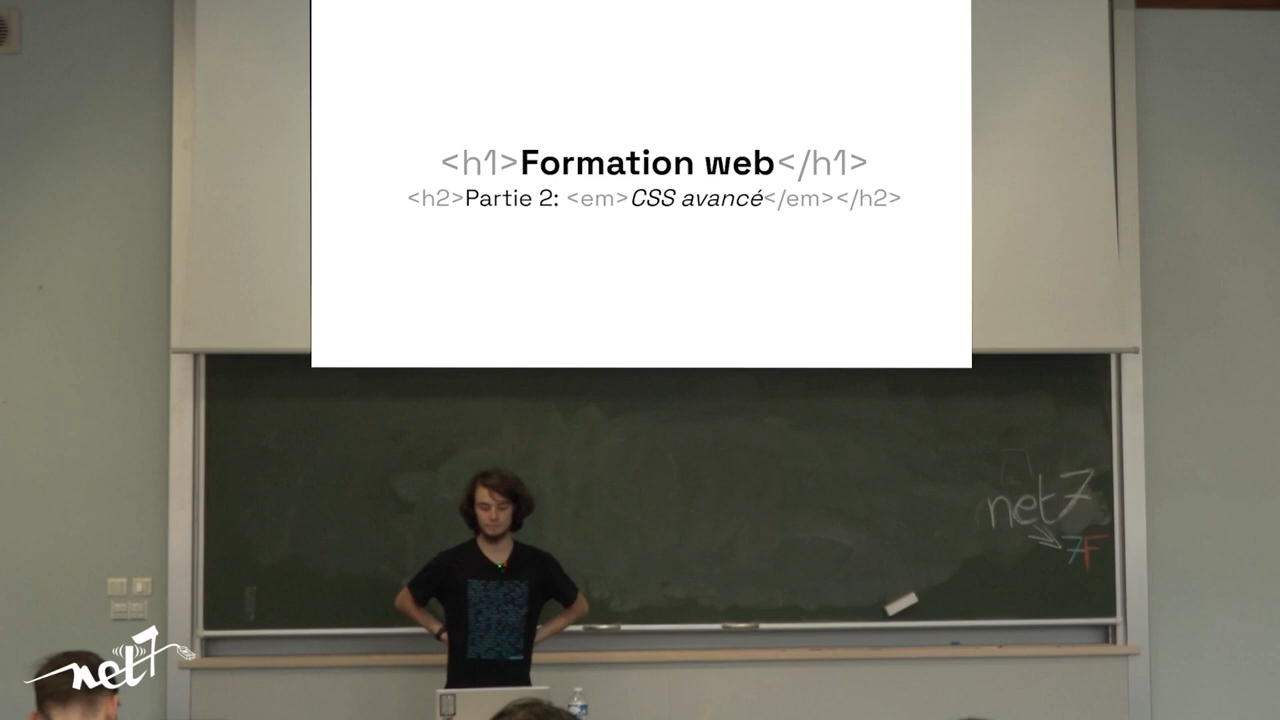 <h1>Formation web</h1>
<h2>Partie 2: <em>CSS avancé</em></h2>
net7
7F
net7